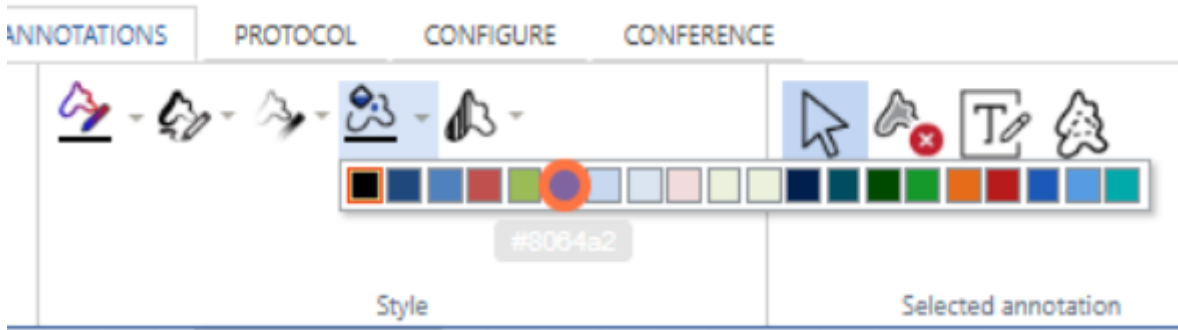 ANNOTATIONS PROTOCOL CONFIGURE CONFERENCE
T
#8064a2
Style Selected annotation